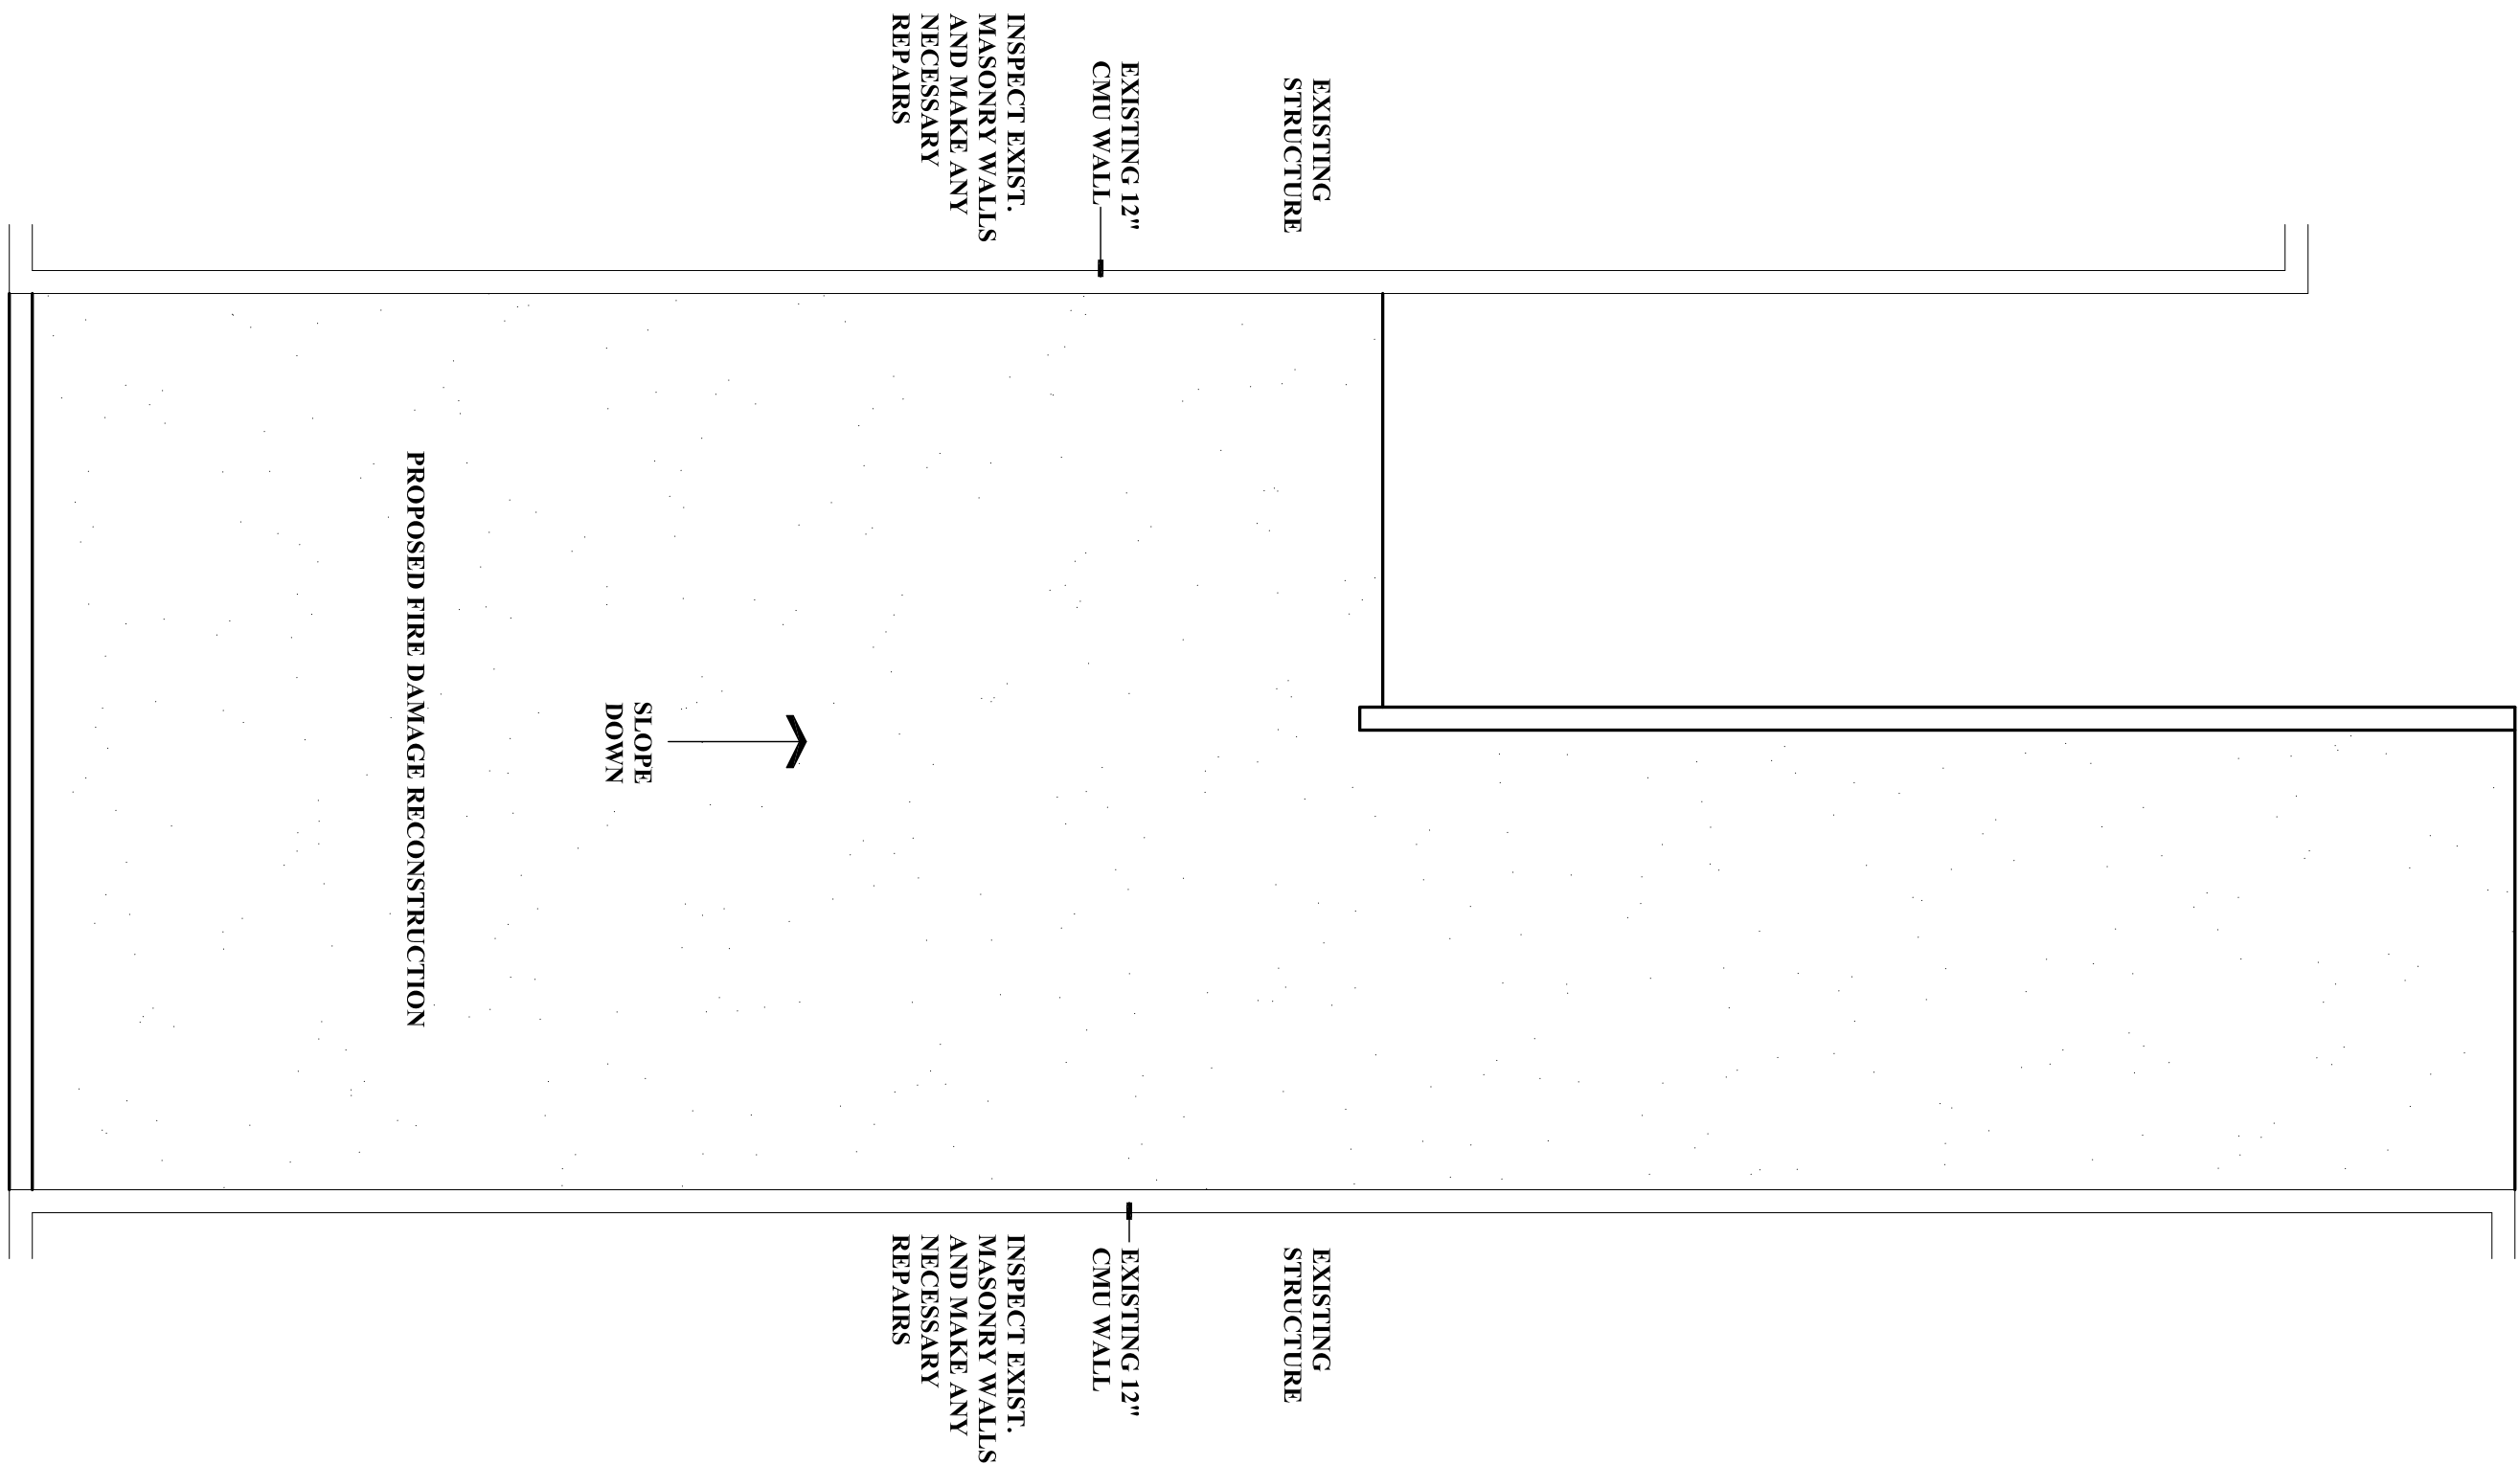 EXISTING
STRUCTURE
EXISTING 12"
CMU WALL
INSPECT EXIST.
MASONRY WALLS
AND MAKE ANY
NECESSARY
REPAIRS
SLOPE
DOWN
PROPOSED FIRE DAMAGE RECONSTRUCTION
EXISTING
STRUCTURE
EXISTING 12"
CMU WALL
INSPECT EXIST.
MASONRY WALLS
AND MAKE ANY
NECESSARY
REPAIRS